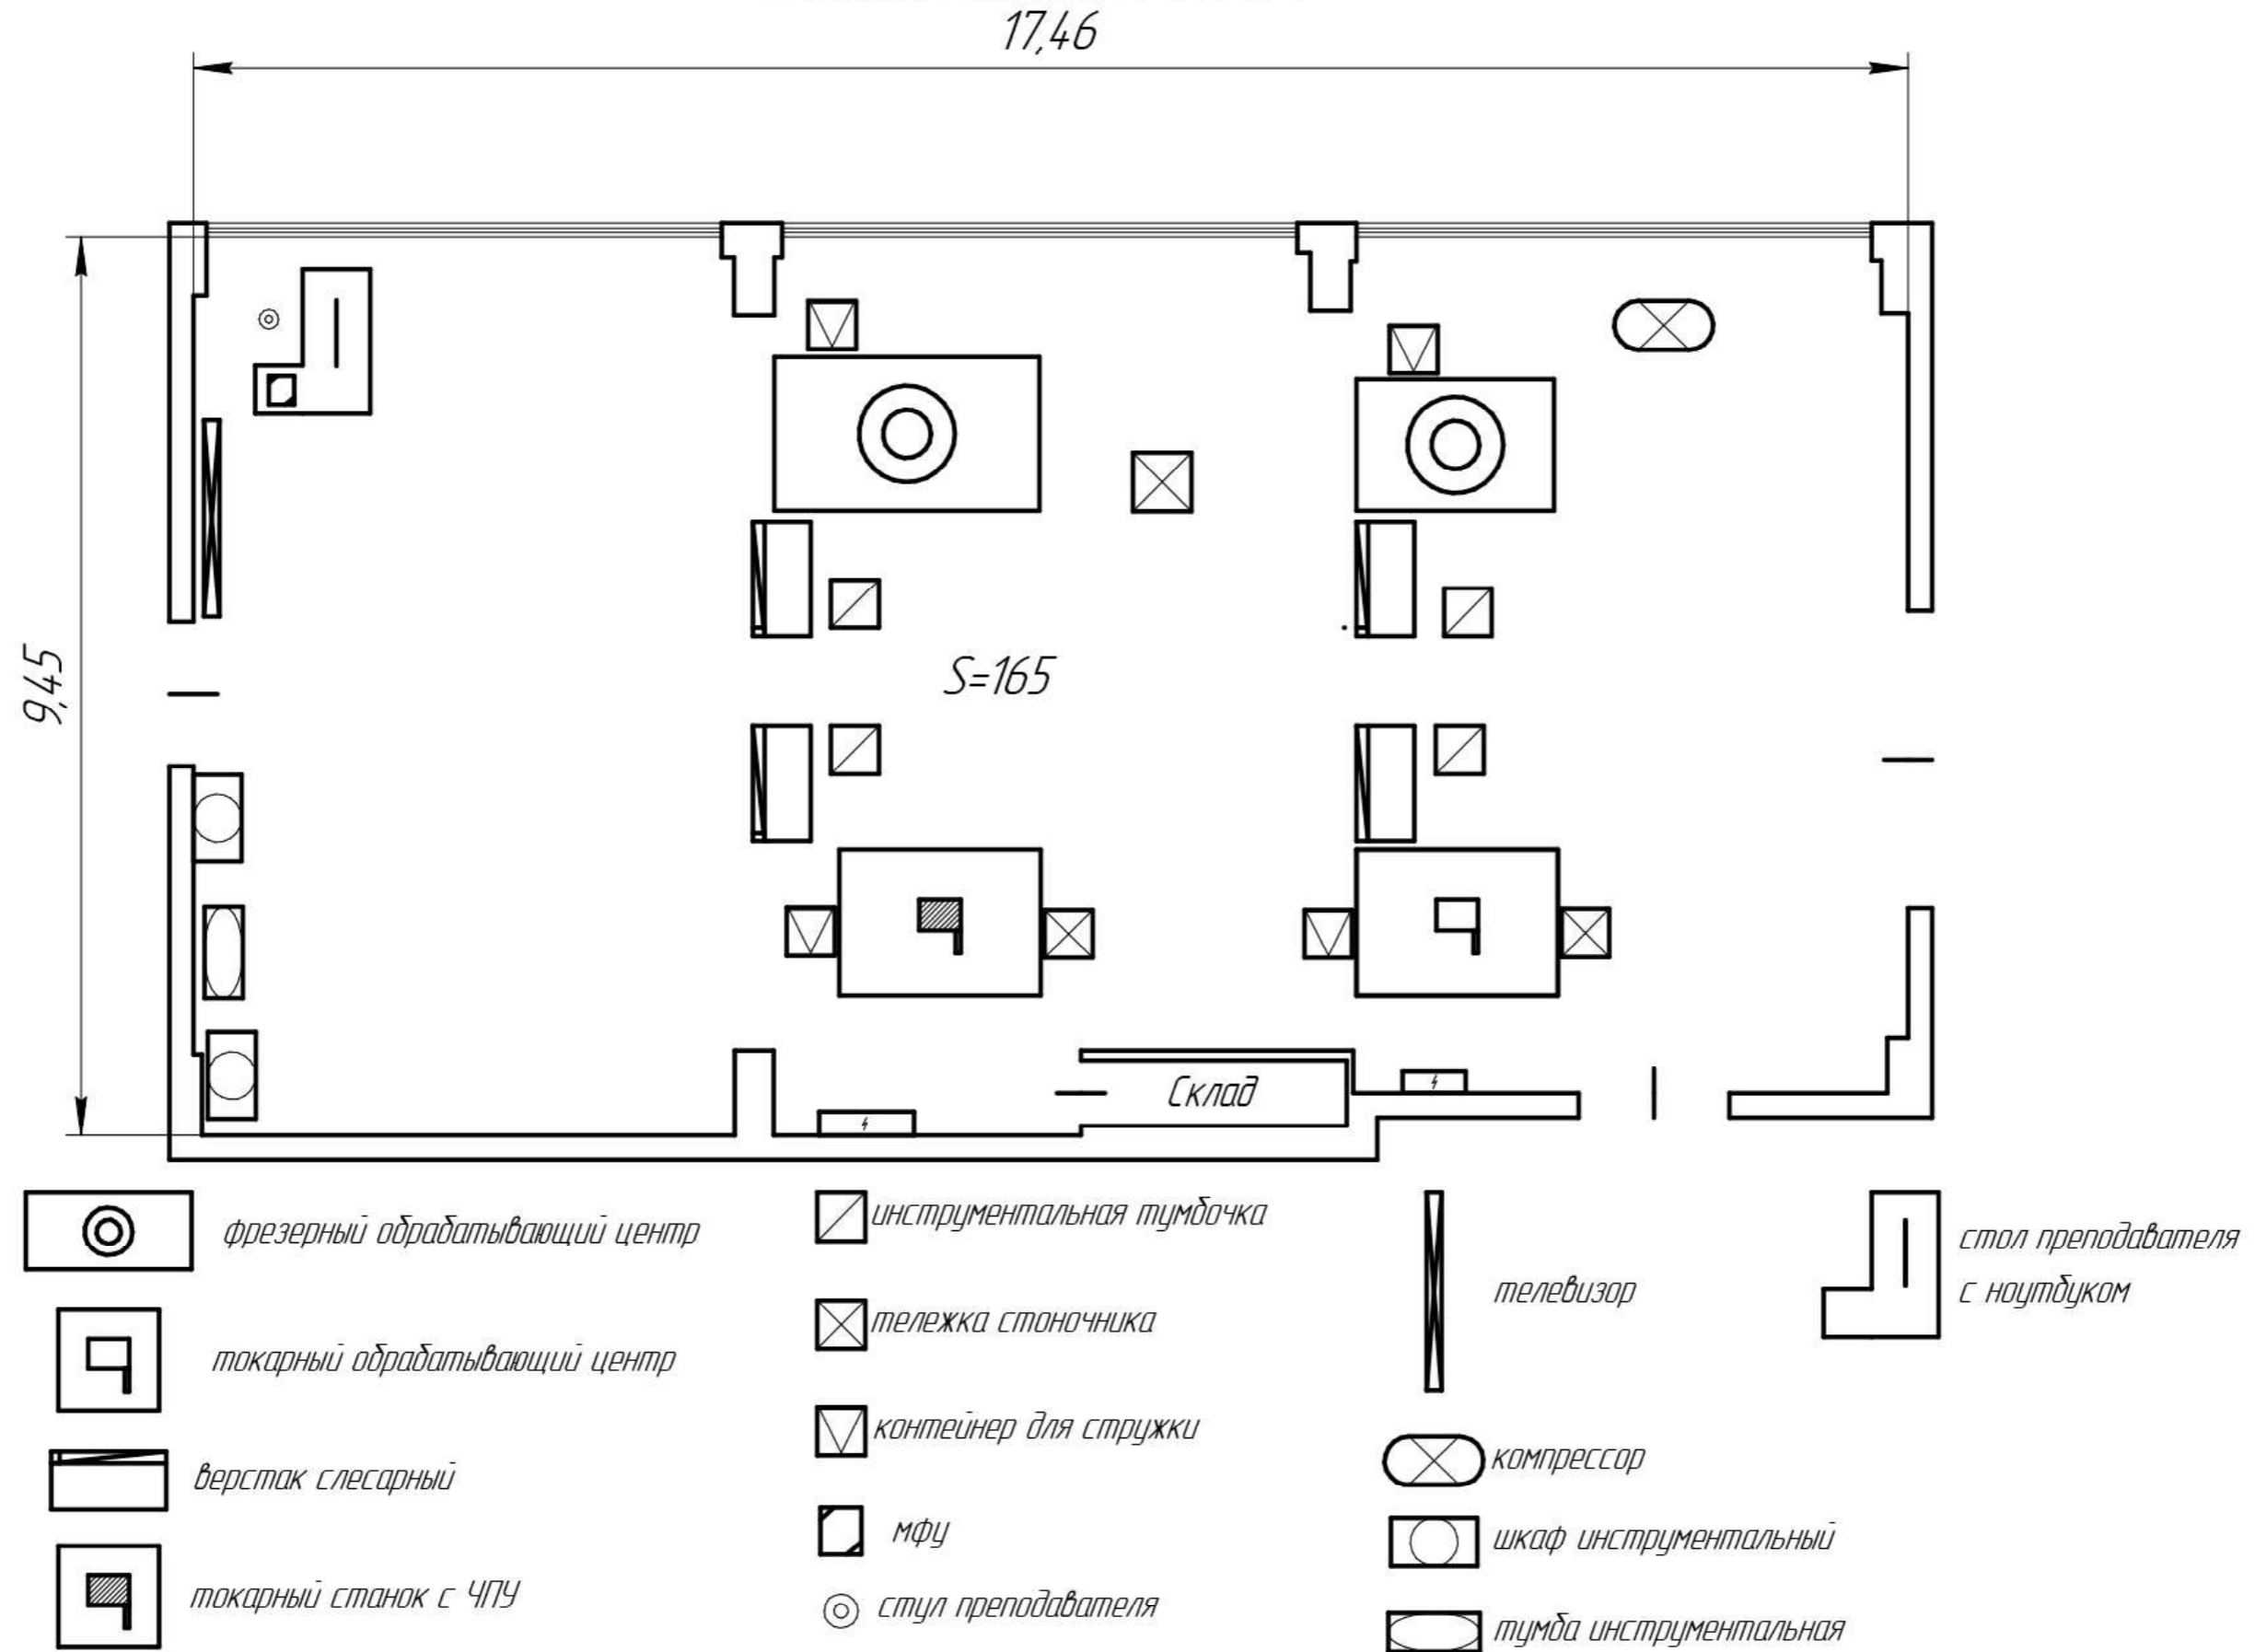 17,46
9,45
S=165
Склад
фрезерный обрабатывающий центр
токарный обрабатывающий центр
верстак слесарный
токарный станок с ЧПУ
инструментальная тумбочка
тележка стоночника
контейнер для стружки
мфу
стул преподавателя
телевизор
компрессор
шкаф инструментальный
тумба инструментальная
стол преподавателя
с ноутбуком